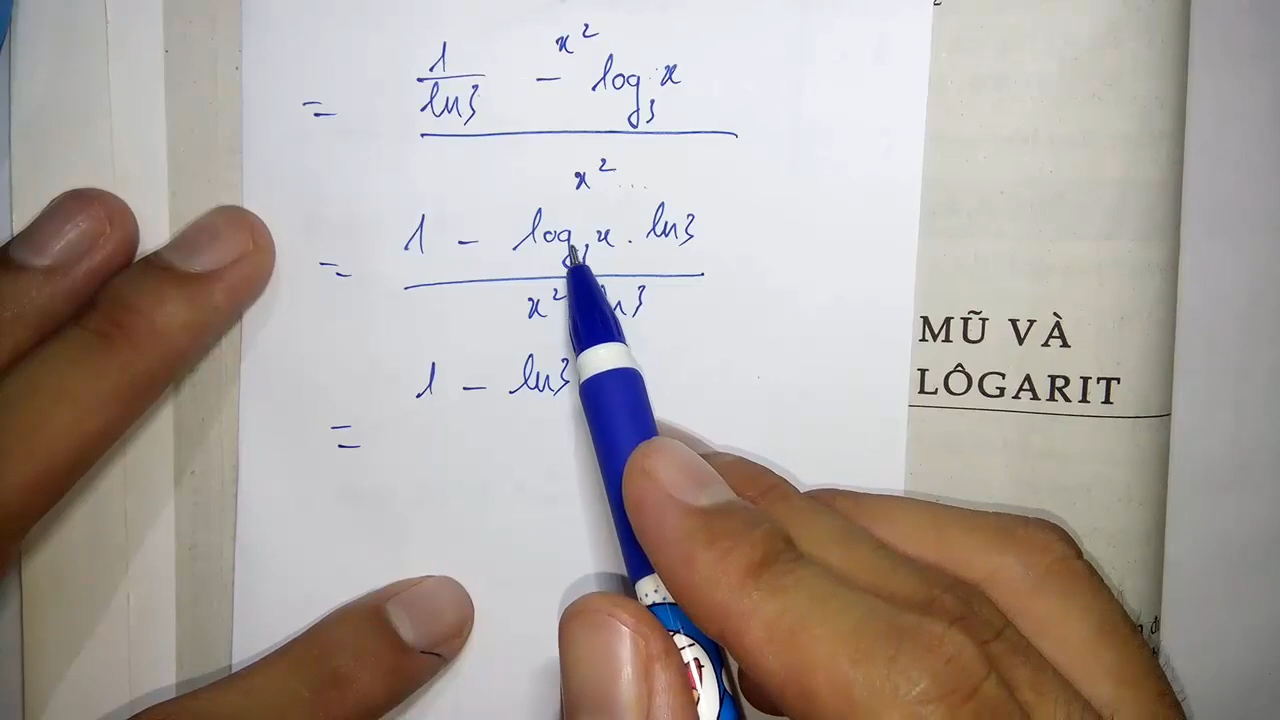 x²
= 1/ln3 - log₃x
x² ...
= 1 - log₃x . ln3
x² ln3
1 - ln3
=
MŨ VÀ
LÔGARIT